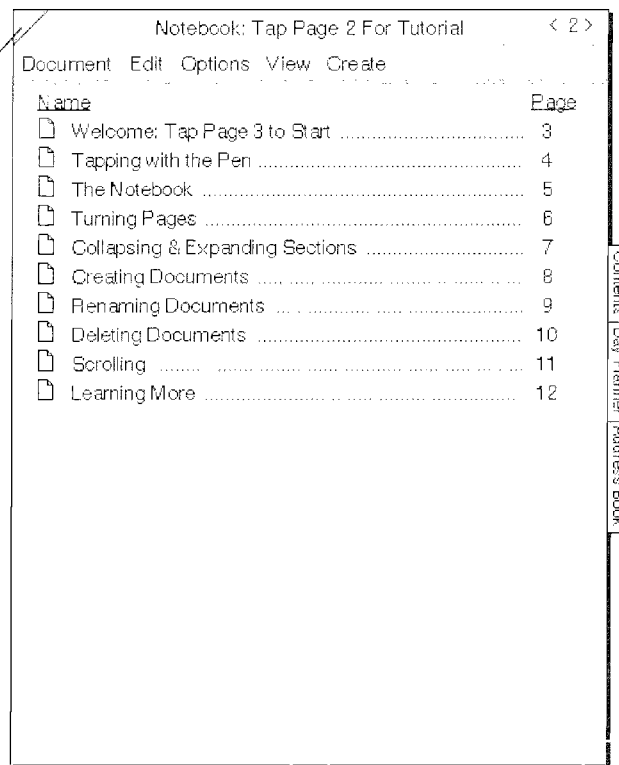 Notebook: Tap Page 2 For Tutorial < 2 >
Document Edit Options View Create
Name Page
Welcome: Tap Page 3 to Start 3
Tapping with the Pen 4
The Notebook 5
Turning Pages 6
Collapsing & Expanding Sections 7
Creating Documents 8
Renaming Documents 9
Deleting Documents 10
Scrolling 11
Learning More 12
Contents
Day Planner
Address Book